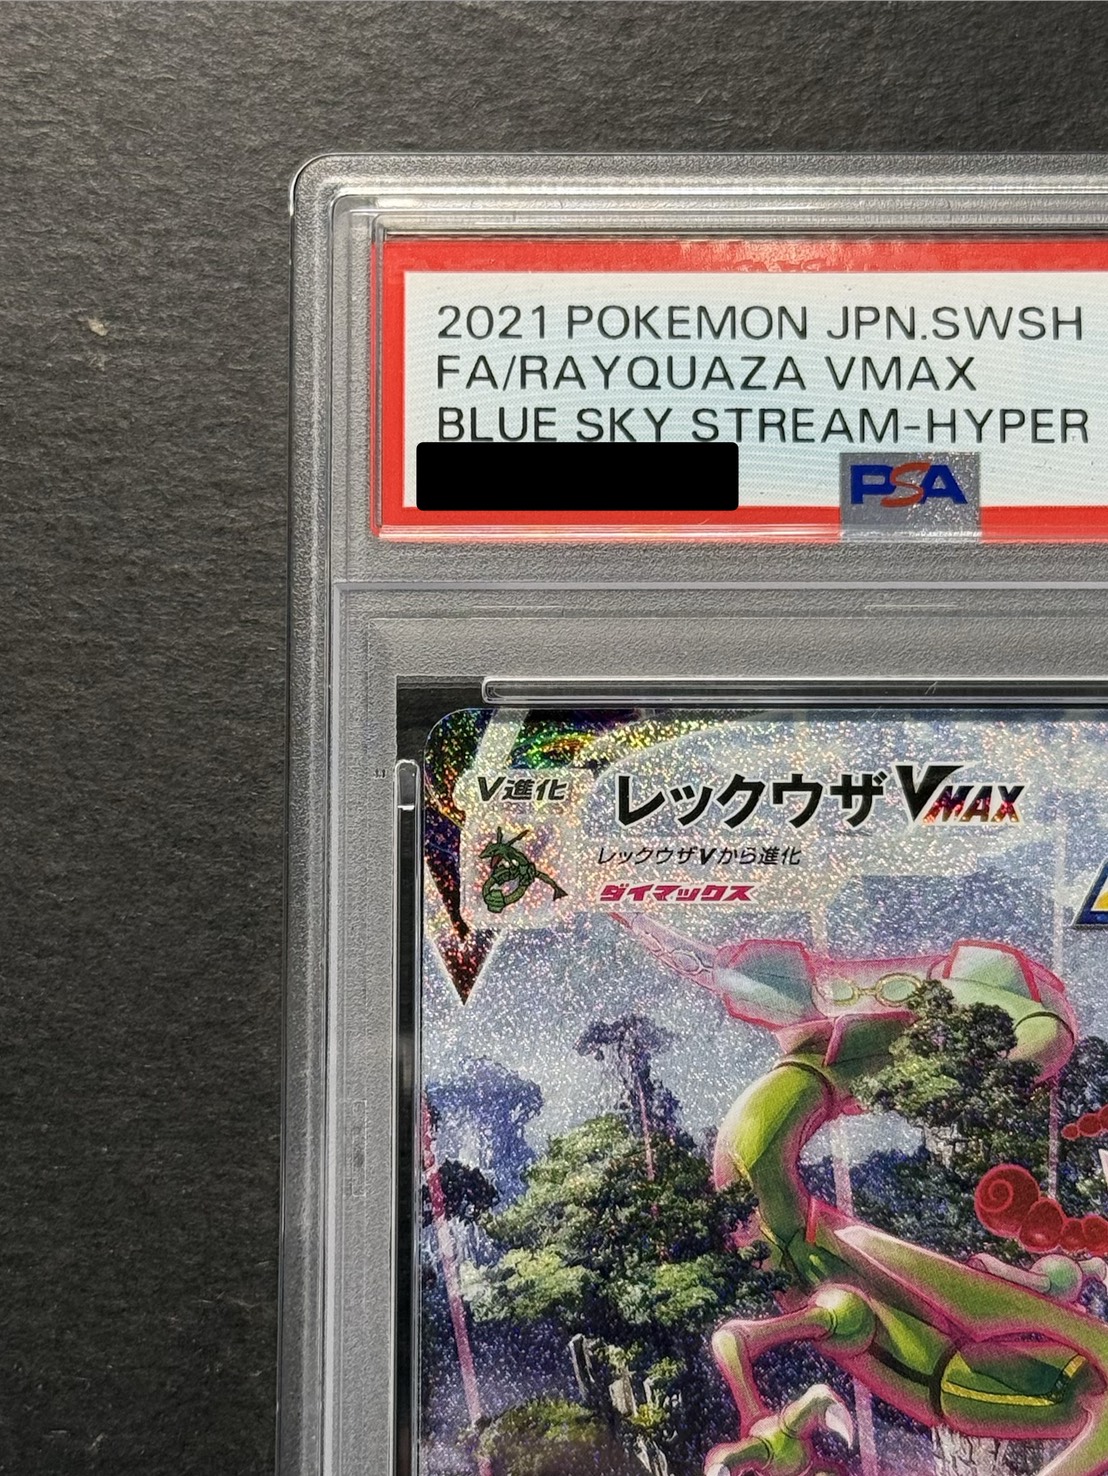 2021 POKEMON JPN.SWSH
FA/RAYQUAZA VMAX
BLUE SKY STREAM-HYPER
PSA
V進化
レックウザVMAX
レックウザVから進化
ダイマックス